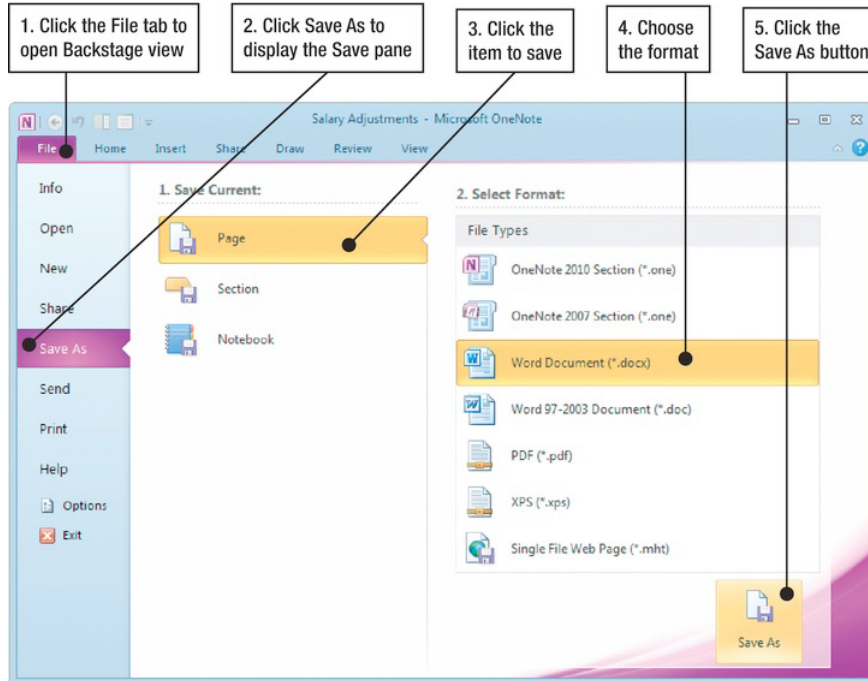 1. Click the File tab to
open Backstage view
2. Click Save As to
display the Save pane
3. Click the
item to save
4. Choose
the format
5. Click the
Save As button
Salary Adjustments - Microsoft OneNote
File Home Insert Share Draw Review View
Info
Open
New
Share
Save As
Send
Print
Help
Options
Exit
1. Save Current:
Page
Section
Notebook
2. Select Format:
File Types
OneNote 2010 Section (*.one)
OneNote 2007 Section (*.one)
Word Document (*.docx)
Word 97-2003 Document (*.doc)
PDF (*.pdf)
XPS (*.xps)
Single File Web Page (*.mht)
Save As